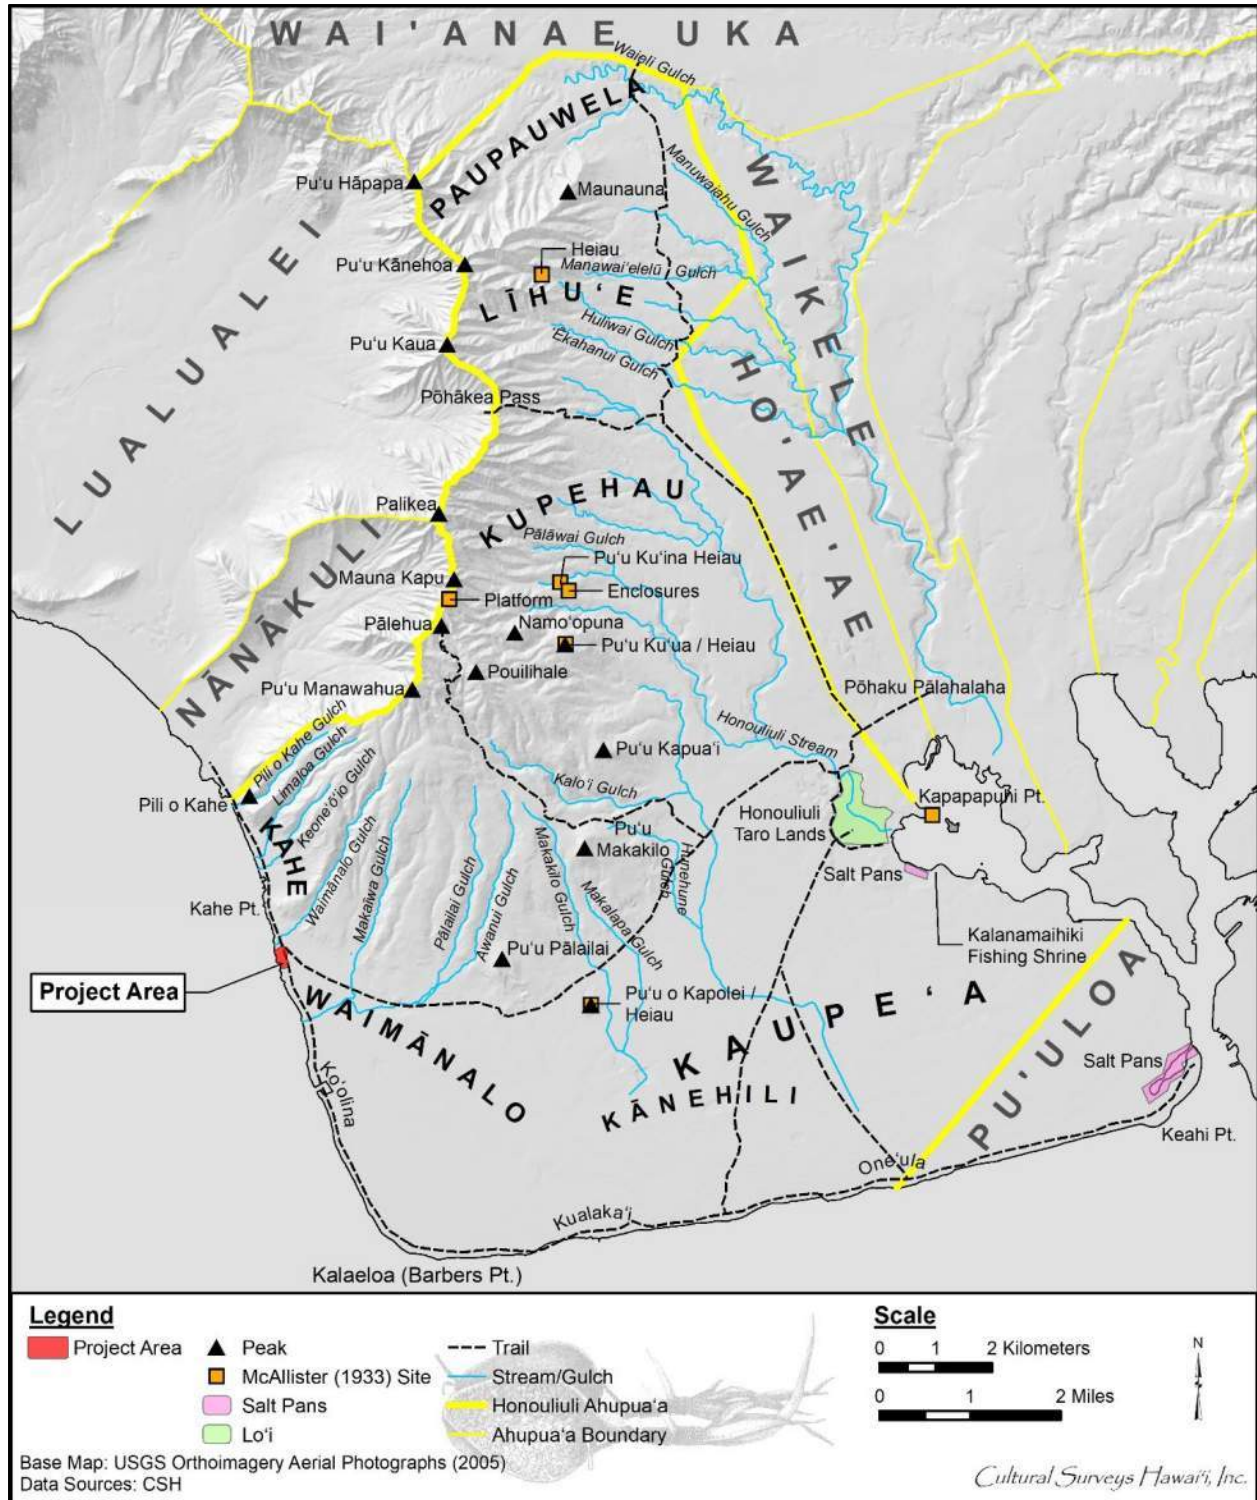 WAI'ANAE UKA
Waieli Gulch
PAUPAUWELA
Pu‘u Hāpapa
Maunauna
Manuwaiahu Gulch
WAIKELE
LUALUALEI
Pu‘u Kānehoa
Heiau
Manawai‘elelū Gulch
LĪHU‘E
Pu‘u Kaua
Huliwai Gulch
Ēkahanui Gulch
HO'AE'AE
Pōhākea Pass
Palikea
KUPEHAU
Pālāwai Gulch
Pu‘u Ku‘ina Heiau
Mauna Kapu
Enclosures
Platform
NĀNĀKULI
Pālehua
Namo‘opuna
Pu‘u Ku‘ua / Heiau
Pouilihale
Pu‘u Manawahua
Pōhaku Pālahalaha
Pili o Kahe Gulch
Limaloa Gulch
Keone‘ō‘io Gulch
Honouliuli Stream
Pu‘u Kapua‘i
Kalo‘i Gulch
Pili o Kahe
KAHE
Waimānalo Gulch
Makaīwa Gulch
Pālailai Gulch
Awanui Gulch
Makakilo Gulch
Pu‘u
Makakilo
Makalapa Gulch
Hunehune
Gulch
Honouliuli
Taro Lands
Kapapapuhi Pt.
Salt Pans
Kahe Pt.
Kalanamaihiki
Fishing Shrine
Pu‘u Pālailai
Project Area
Pu‘u o Kapolei /
Heiau
WAIMĀNALO
KAUPE‘A
KĀNEHILI
PU'ULOA
Salt Pans
Ko‘olina
Keahi Pt.
One‘ula
Kualaka‘i
Kalaeloa (Barbers Pt.)
Legend
Project Area
Peak
McAllister (1933) Site
Salt Pans
Lo‘i
Trail
Stream/Gulch
Honouliuli Ahupua‘a
Ahupua‘a Boundary
Scale
0 1 2 Kilometers
0 1 2 Miles
N
Base Map: USGS Orthoimagery Aerial Photographs (2005)
Data Sources: CSH
Cultural Surveys Hawai‘i, Inc.